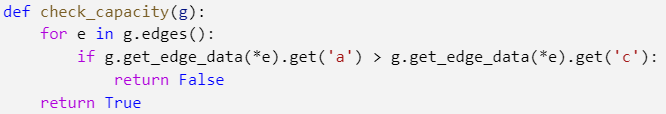 def check_capacity(g):
    for e in g.edges():
        if g.get_edge_data(*e).get('a') > g.get_edge_data(*e).get('c'):
            return False
    return True